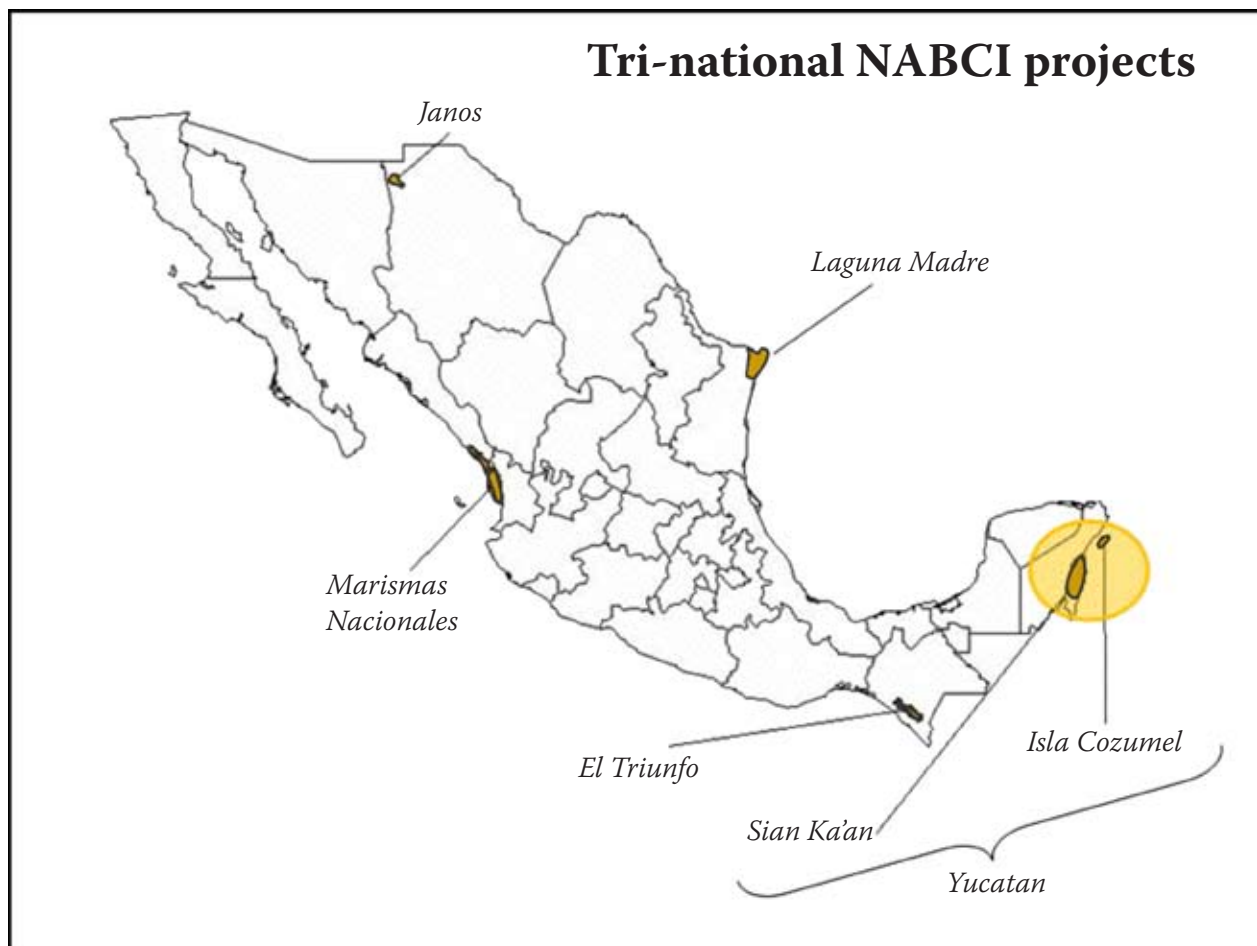 Tri-national NABCI projects
Janos
Laguna Madre
Marismas
Nacionales
El Triunfo
Isla Cozumel
Sian Ka'an
Yucatan